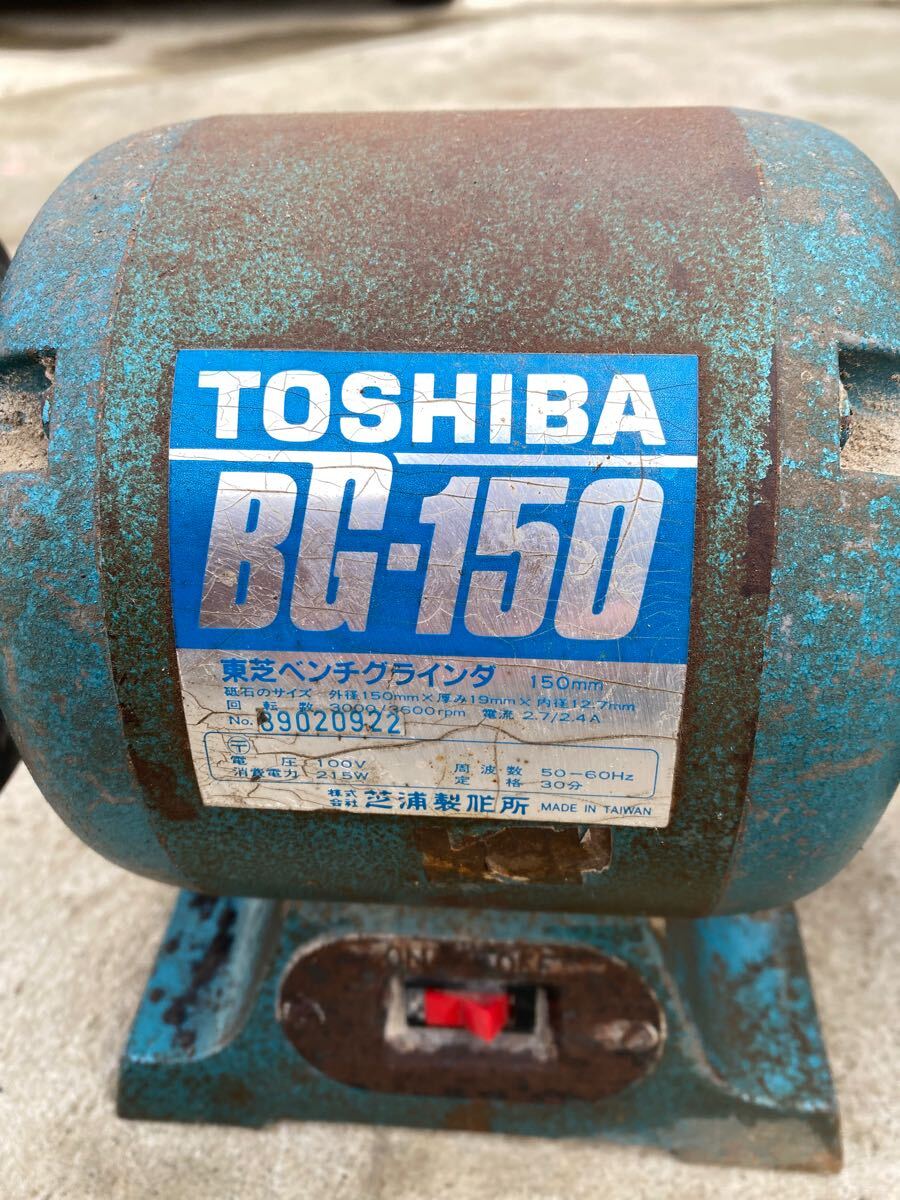 TOSHIBA
BG-150
東芝ベンチグラインダ 150mm
砥石のサイズ 外径150mm×厚み19mm×内径12.7mm
回転数 3000/3600rpm 電流 2.7/2.4A
No. 89020922
〒
電圧 100V 周波数 50-60Hz
消費電力 215W 定格 30分
株式会社 芝浦製作所 MADE IN TAIWAN
ON OFF